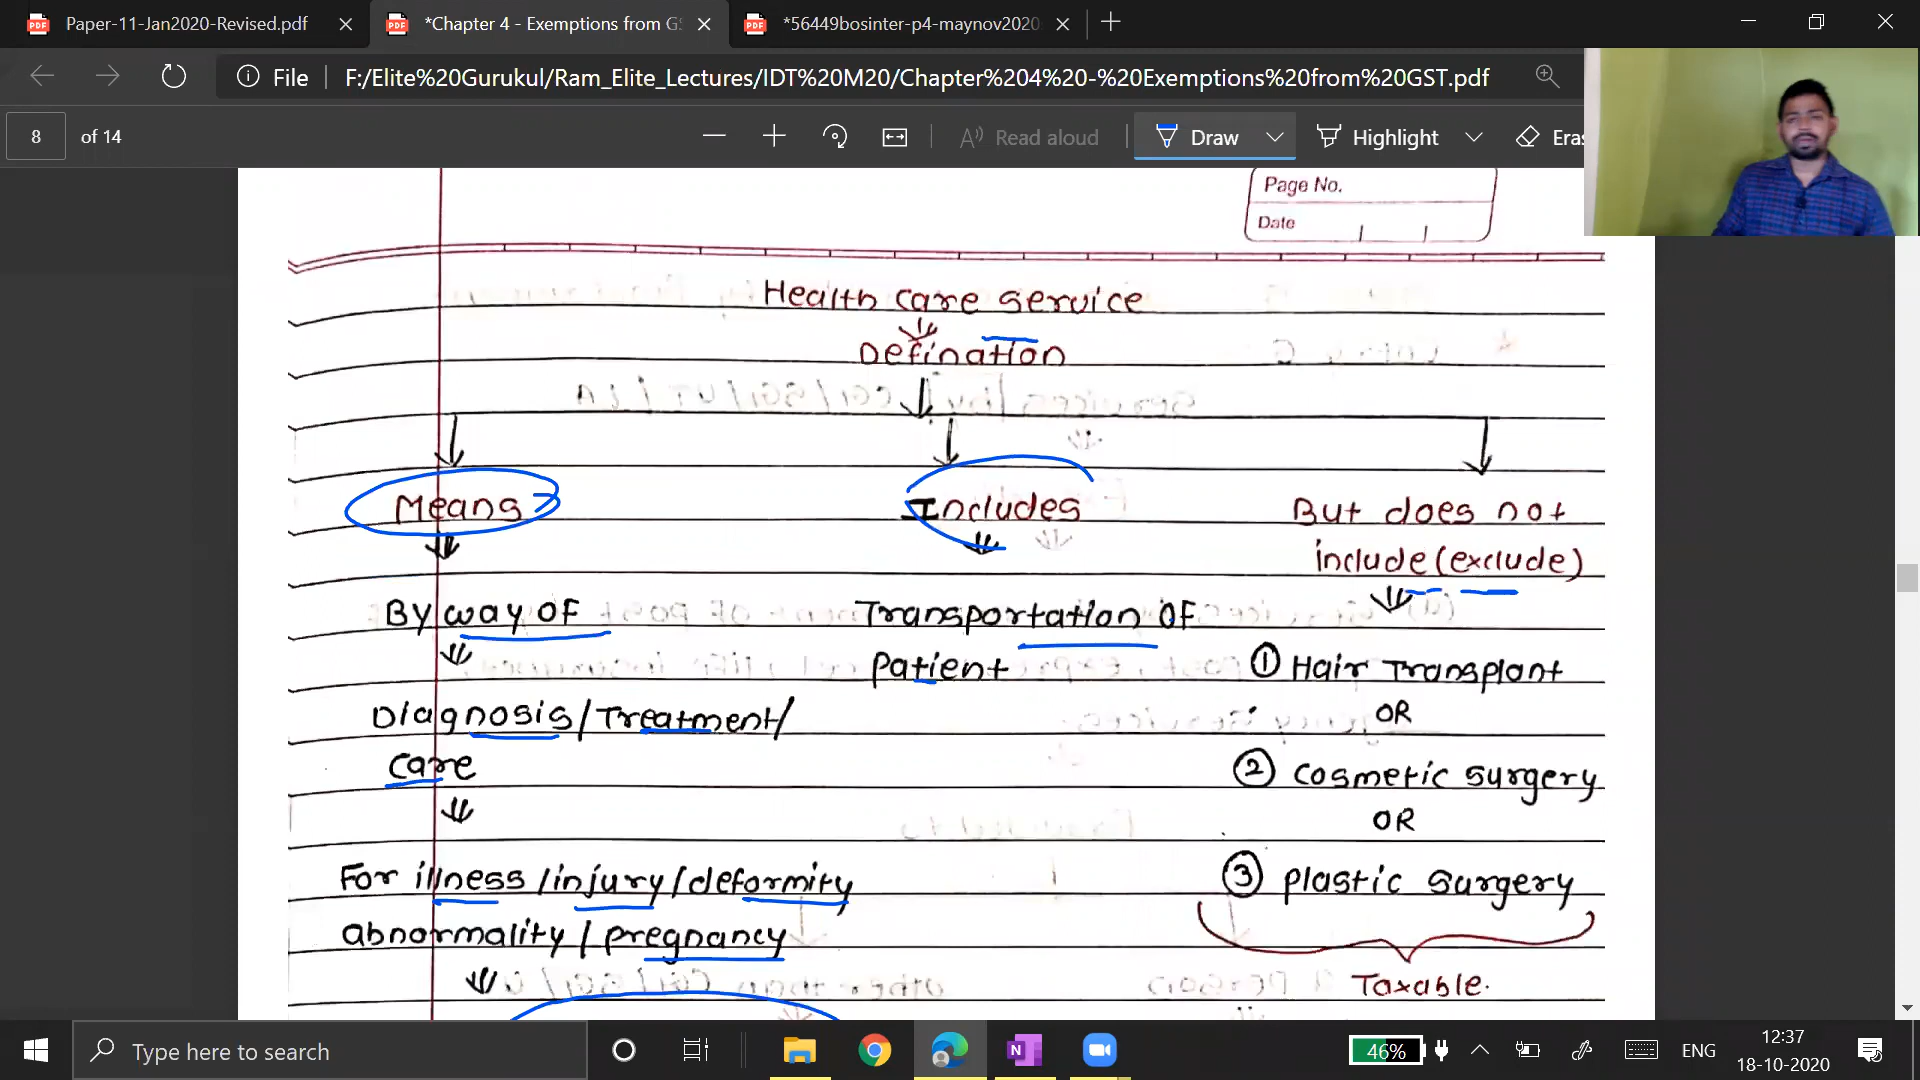 Paper-11-Jan2020-Revised.pdf
*Chapter 4 - Exemptions from G
*56449bosinter-p4-maynov2020
File
F:/Elite%20Gurukul/Ram_Elite_Lectures/IDT%20M20/Chapter%204%20-%20Exemptions%20from%20GST.pdf
8 of 14
Read aloud
Draw
Highlight
Eras
Page No.
Date
Health care service
Defination
Means
Includes
But does not
include (exclude)
By way of
Transportation of
patient
① Hair Transplant
Diagnosis/Treatment/
OR
care
② cosmetic surgery
OR
For illness/injury/deformity
③ plastic surgery
abnormality/pregnancy
Taxable.
Type here to search
46%
ENG
12:37
18-10-2020